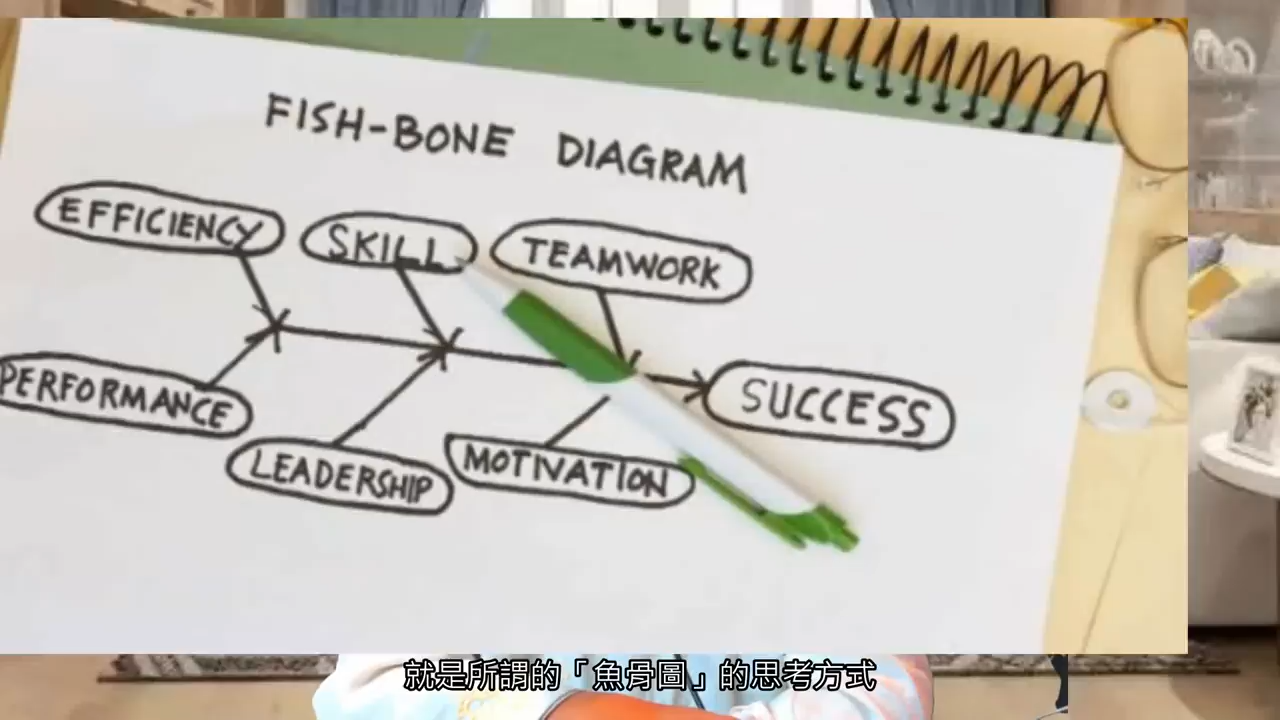 FISH-BONE DIAGRAM
EFFICIENCY
SKILL
TEAMWORK
SUCCESS
PERFORMANCE
LEADERSHIP
MOTIVATION
就是所謂的「魚骨圖」的思考方式